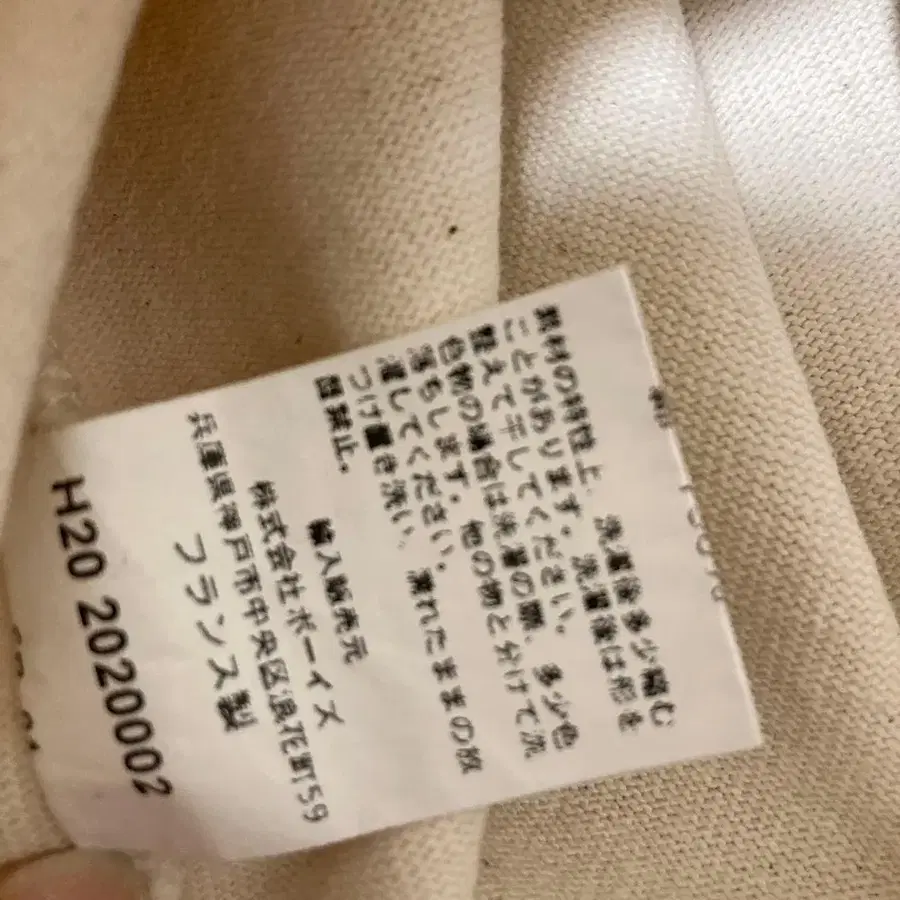 素材の特性上、洗濯後多少縮む
ことがあります。洗濯後は形を
整えて干してください。
色物の場合は洗濯の際、多少色
落ちします。他の物と分けて洗
濯してください。
つけ置き洗い、濡れたままの放
置禁止。
輸入販売元
株式会社ボーイズ
兵庫県神戸市中央区浪花町59
フランス製
H20 2020002